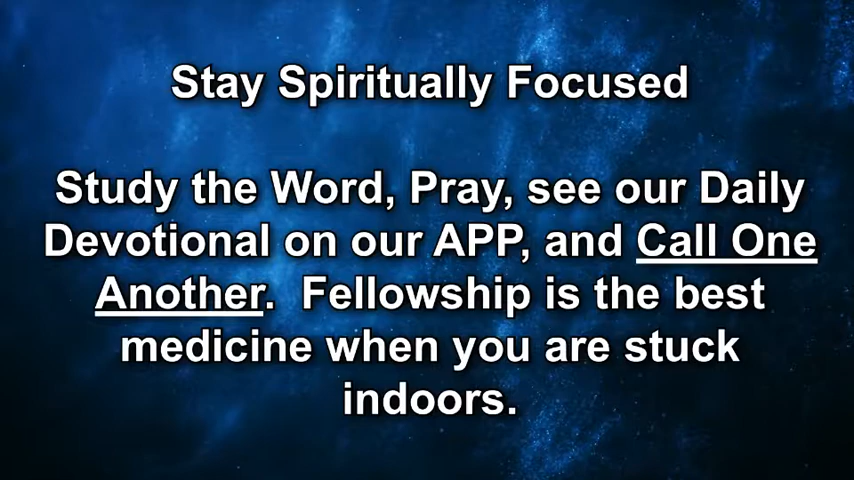 Stay Spiritually Focused
Study the Word, Pray, see our Daily
Devotional on our APP, and Call One
Another.  Fellowship is the best
medicine when you are stuck
indoors.